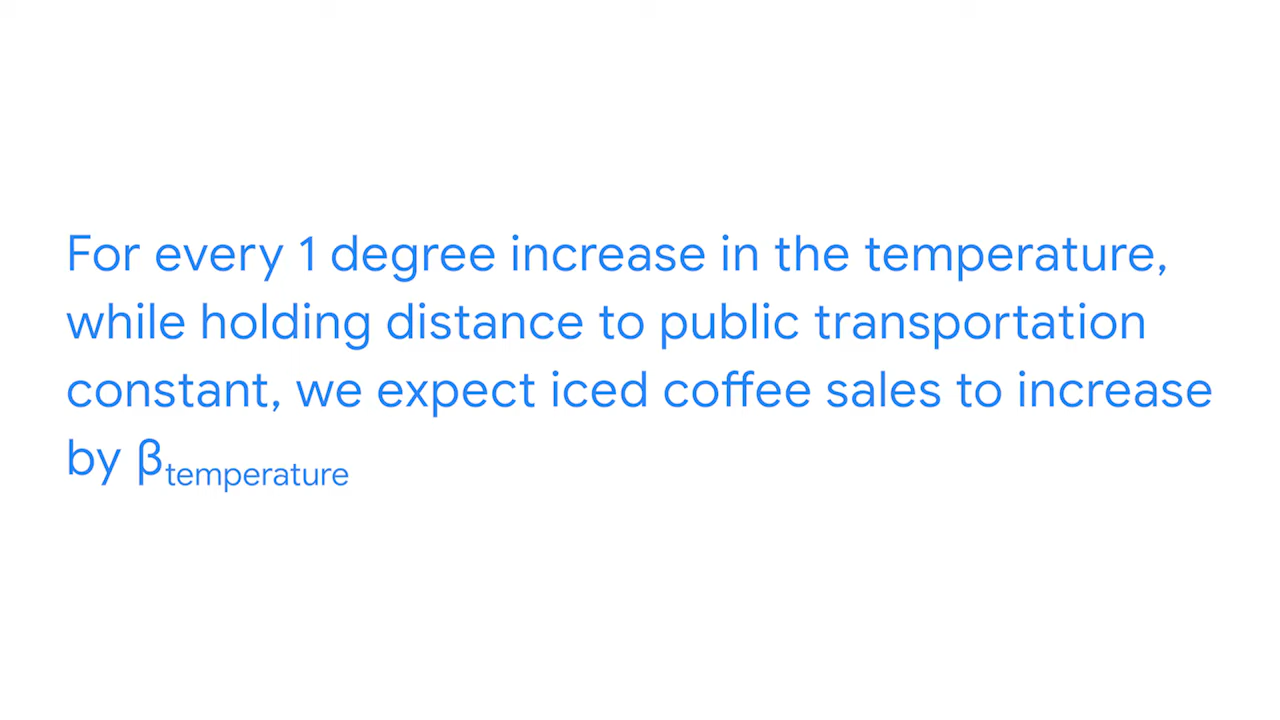 For every 1 degree increase in the temperature,
while holding distance to public transportation
constant, we expect iced coffee sales to increase
by β_temperature